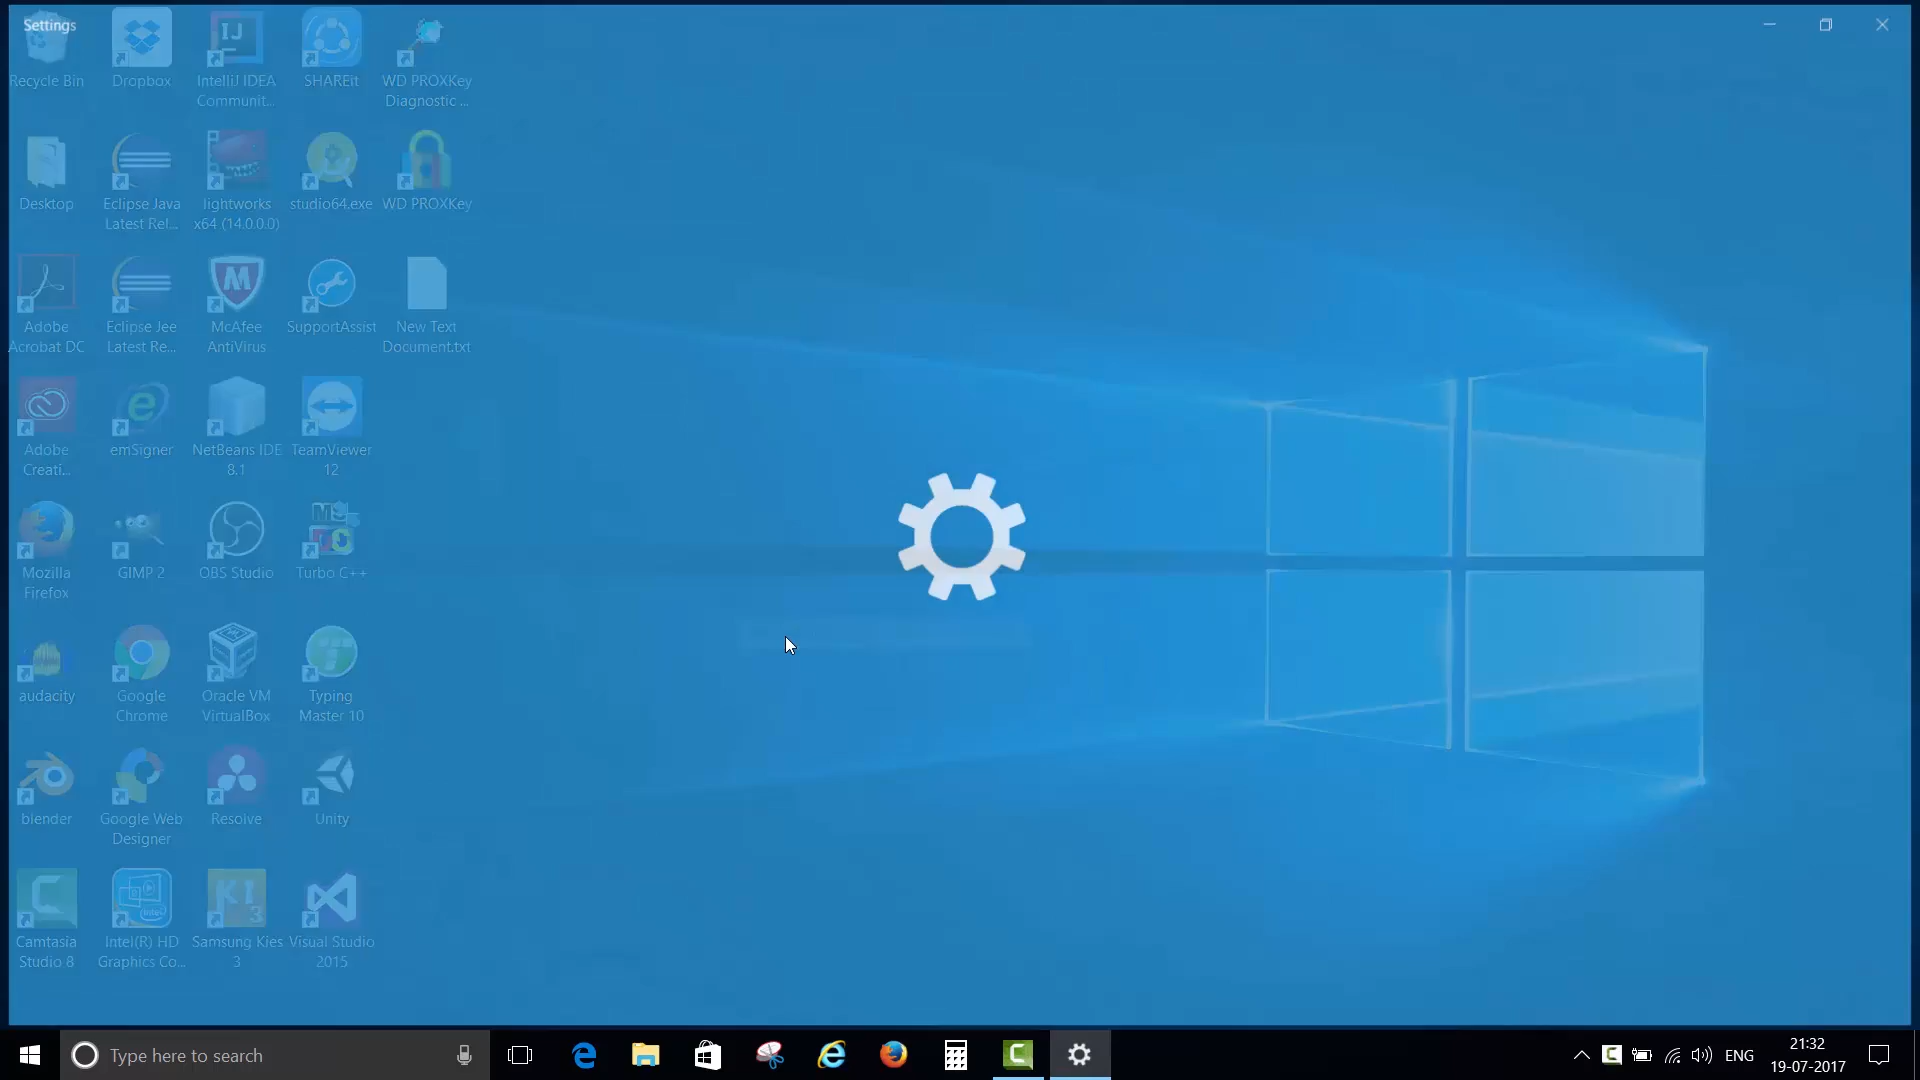 Settings
Recycle Bin
Dropbox
IntelliJ IDEA
Communit...
SHAREit
WD PROXKey
Diagnostic ...
Desktop
Eclipse Java
Latest Rel...
lightworks
x64 (14.0.0.0)
studio64.exe
WD PROXKey
Adobe
Acrobat DC
Eclipse Jee
Latest Re...
McAfee
AntiVirus
SupportAssist
New Text
Document.txt
Adobe
Creati...
emSigner
NetBeans IDE
8.1
TeamViewer
12
Mozilla
Firefox
GIMP 2
OBS Studio
Turbo C++
audacity
Google
Chrome
Oracle VM
VirtualBox
Typing
Master 10
blender
Google Web
Designer
Resolve
Unity
Camtasia
Studio 8
Intel(R) HD
Graphics Co...
Samsung Kies
3
Visual Studio
2015
Type here to search
ENG
21:32
19-07-2017